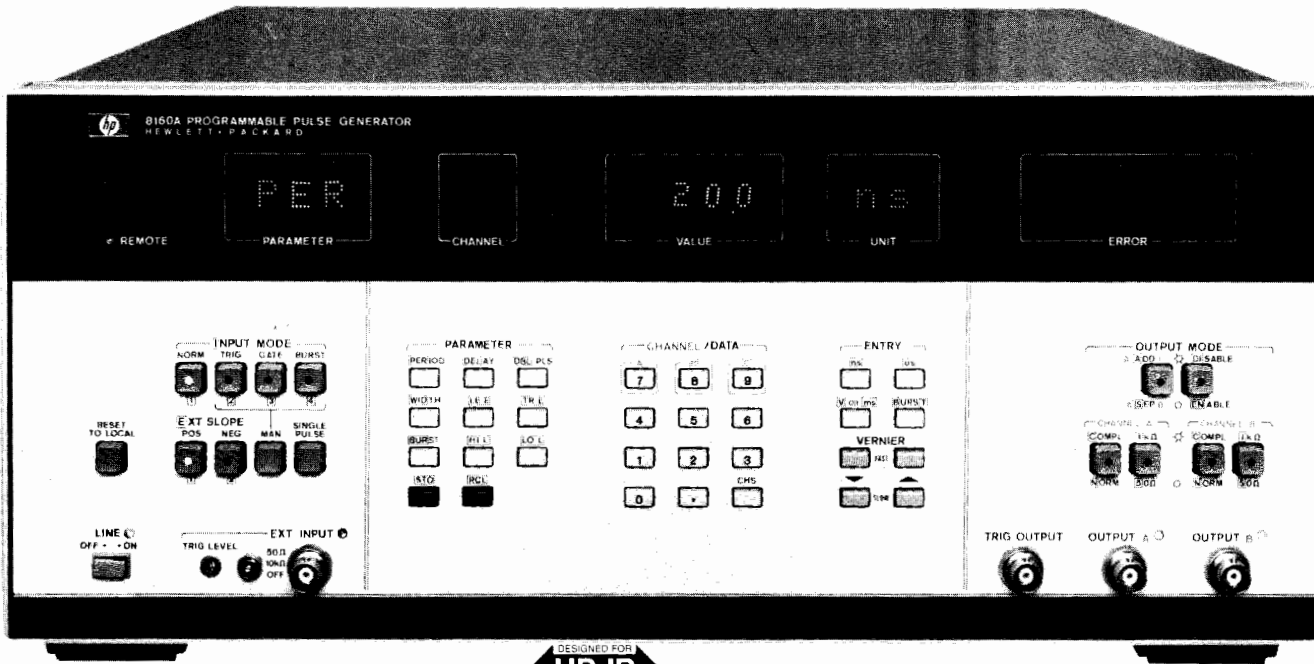 hp 8160A PROGRAMMABLE PULSE GENERATOR
HEWLETT • PACKARD
PER 20.0 ns
REMOTE PARAMETER CHANNEL VALUE UNIT ERROR
INPUT MODE
NORM TRIG GATE BURST
EXT SLOPE
POS NEG MAN SINGLE PULSE
RESET TO LOCAL
LINE
OFF ON
TRIG LEVEL
EXT INPUT
50Ω
10kΩ
OFF
PARAMETER
PERIOD DELAY DBL PLS
WIDTH LE E TR E
BURST HI L LO L
STO RCL
CHANNEL /DATA
7 8 9
4 5 6
1 2 3
CHS
0 .
ENTRY
ns us
V or ms BURST
VERNIER
FAST
SLOW
OUTPUT MODE
A ADD B DISABLE
A SEP B ENABLE
CHANNEL A CHANNEL B
COMPL 1kΩ COMPL 1kΩ
NORM 50Ω NORM 50Ω
TRIG OUTPUT OUTPUT A OUTPUT B
DESIGNED FOR
HP-IB